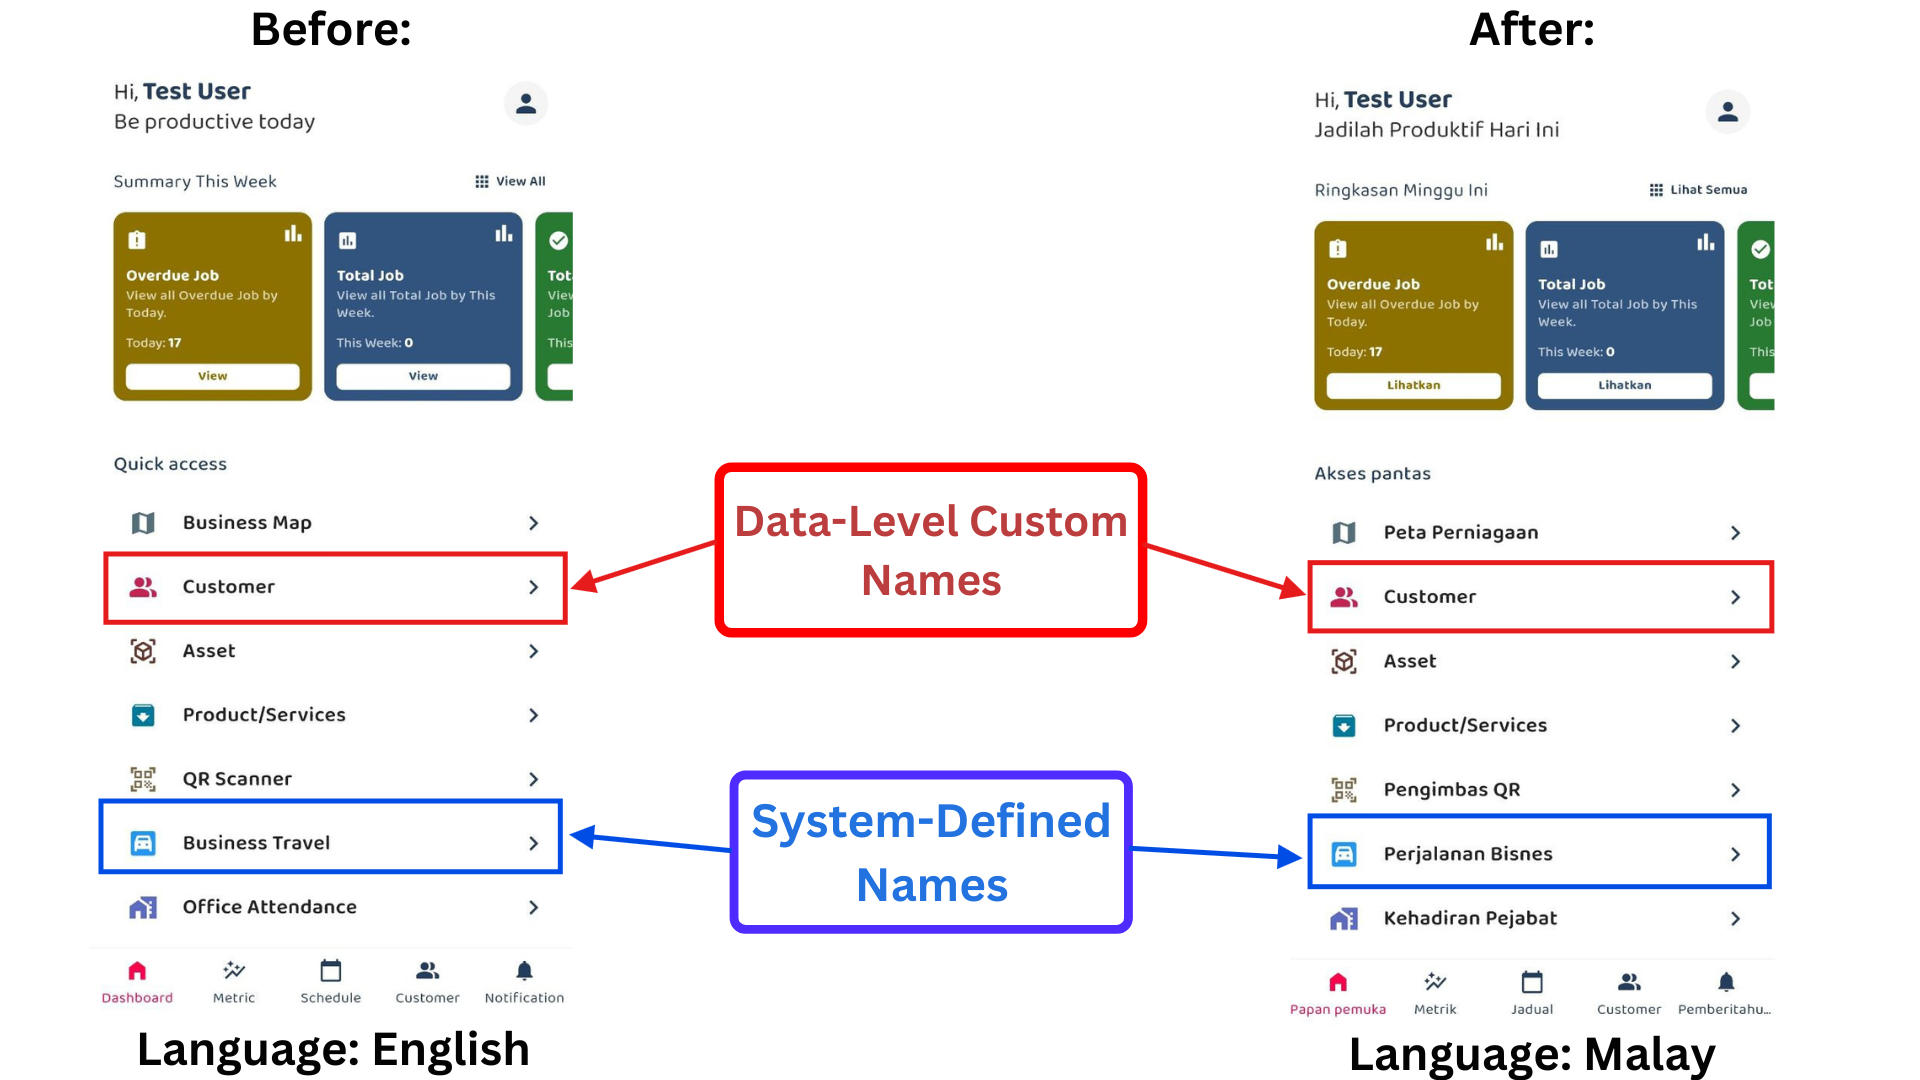 Before:
Hi, Test User
Be productive today
Summary This Week
View All
Overdue Job
View all Overdue Job by
Today.
Today: 17
View
Total Job
View all Total Job by This
Week.
This Week: 0
View
Tot
View
Job
This
Quick access
Business Map
Customer
Asset
Product/Services
QR Scanner
Business Travel
Office Attendance
Dashboard
Metric
Schedule
Customer
Notification
Language: English
Data-Level Custom
Names
System-Defined
Names
After:
Hi, Test User
Jadilah Produktif Hari Ini
Ringkasan Minggu Ini
Lihat Semua
Overdue Job
View all Overdue Job by
Today.
Today: 17
Lihatkan
Total Job
View all Total Job by This
Week.
This Week: 0
Lihatkan
Tot
View
Job
This
Akses pantas
Peta Perniagaan
Customer
Asset
Product/Services
Pengimbas QR
Perjalanan Bisnes
Kehadiran Pejabat
Papan pemuka
Metrik
Jadual
Customer
Pemberitahu...
Language: Malay